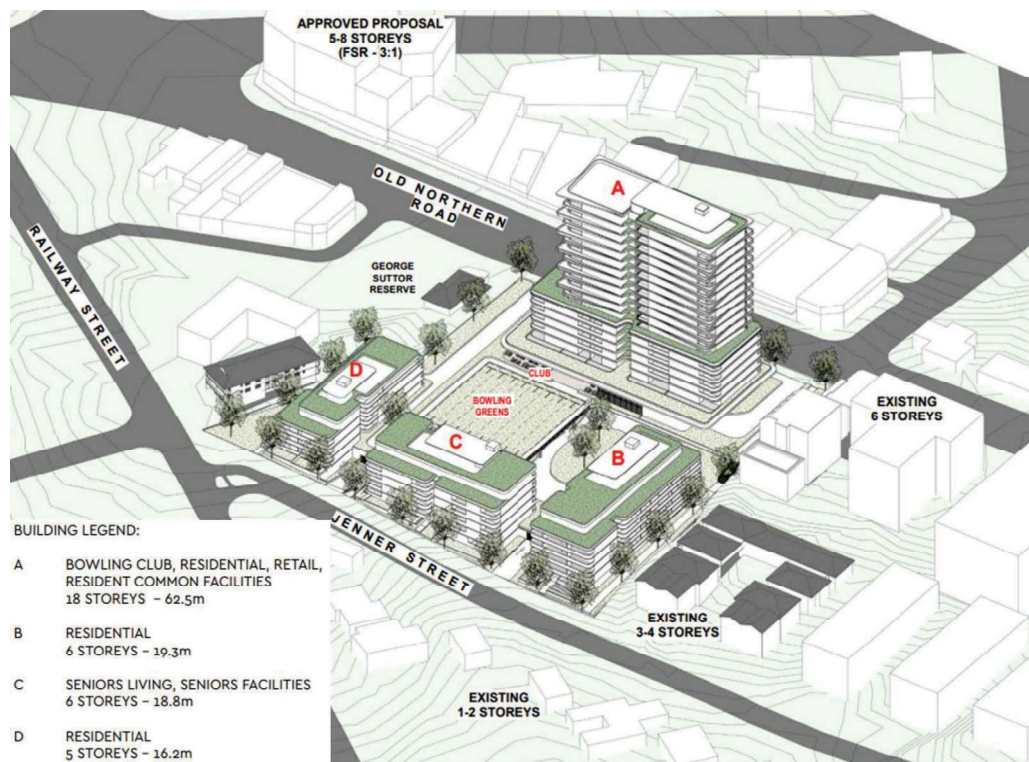 APPROVED PROPOSAL
5-8 STOREYS
(FSR - 3:1)
OLD NORTHERN
ROAD
A
RAILWAY STREET
GEORGE
SUTTOR
RESERVE
D
CLUB
BOWLING
GREENS
EXISTING
6 STOREYS
C
B
JENNER STREET
EXISTING
3-4 STOREYS
EXISTING
1-2 STOREYS
BUILDING LEGEND:
A BOWLING CLUB, RESIDENTIAL, RETAIL,
RESIDENT COMMON FACILITIES
18 STOREYS – 62.5m
B RESIDENTIAL
6 STOREYS – 19.3m
C SENIORS LIVING, SENIORS FACILITIES
6 STOREYS – 18.8m
D RESIDENTIAL
5 STOREYS – 16.2m